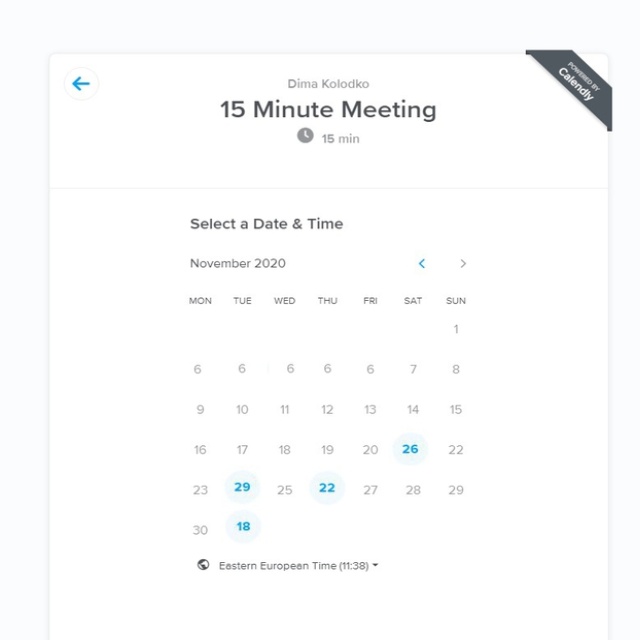 POWERED BY
Calendly
Dima Kolodko
15 Minute Meeting
15 min
Select a Date & Time
November 2020
MON TUE WED THU FRI SAT SUN
1
6 6 6 6 6 7 8
9 10 11 12 13 14 15
16 17 18 19 20 26 22
23 29 25 22 27 28 29
30 18
Eastern European Time (11:38)